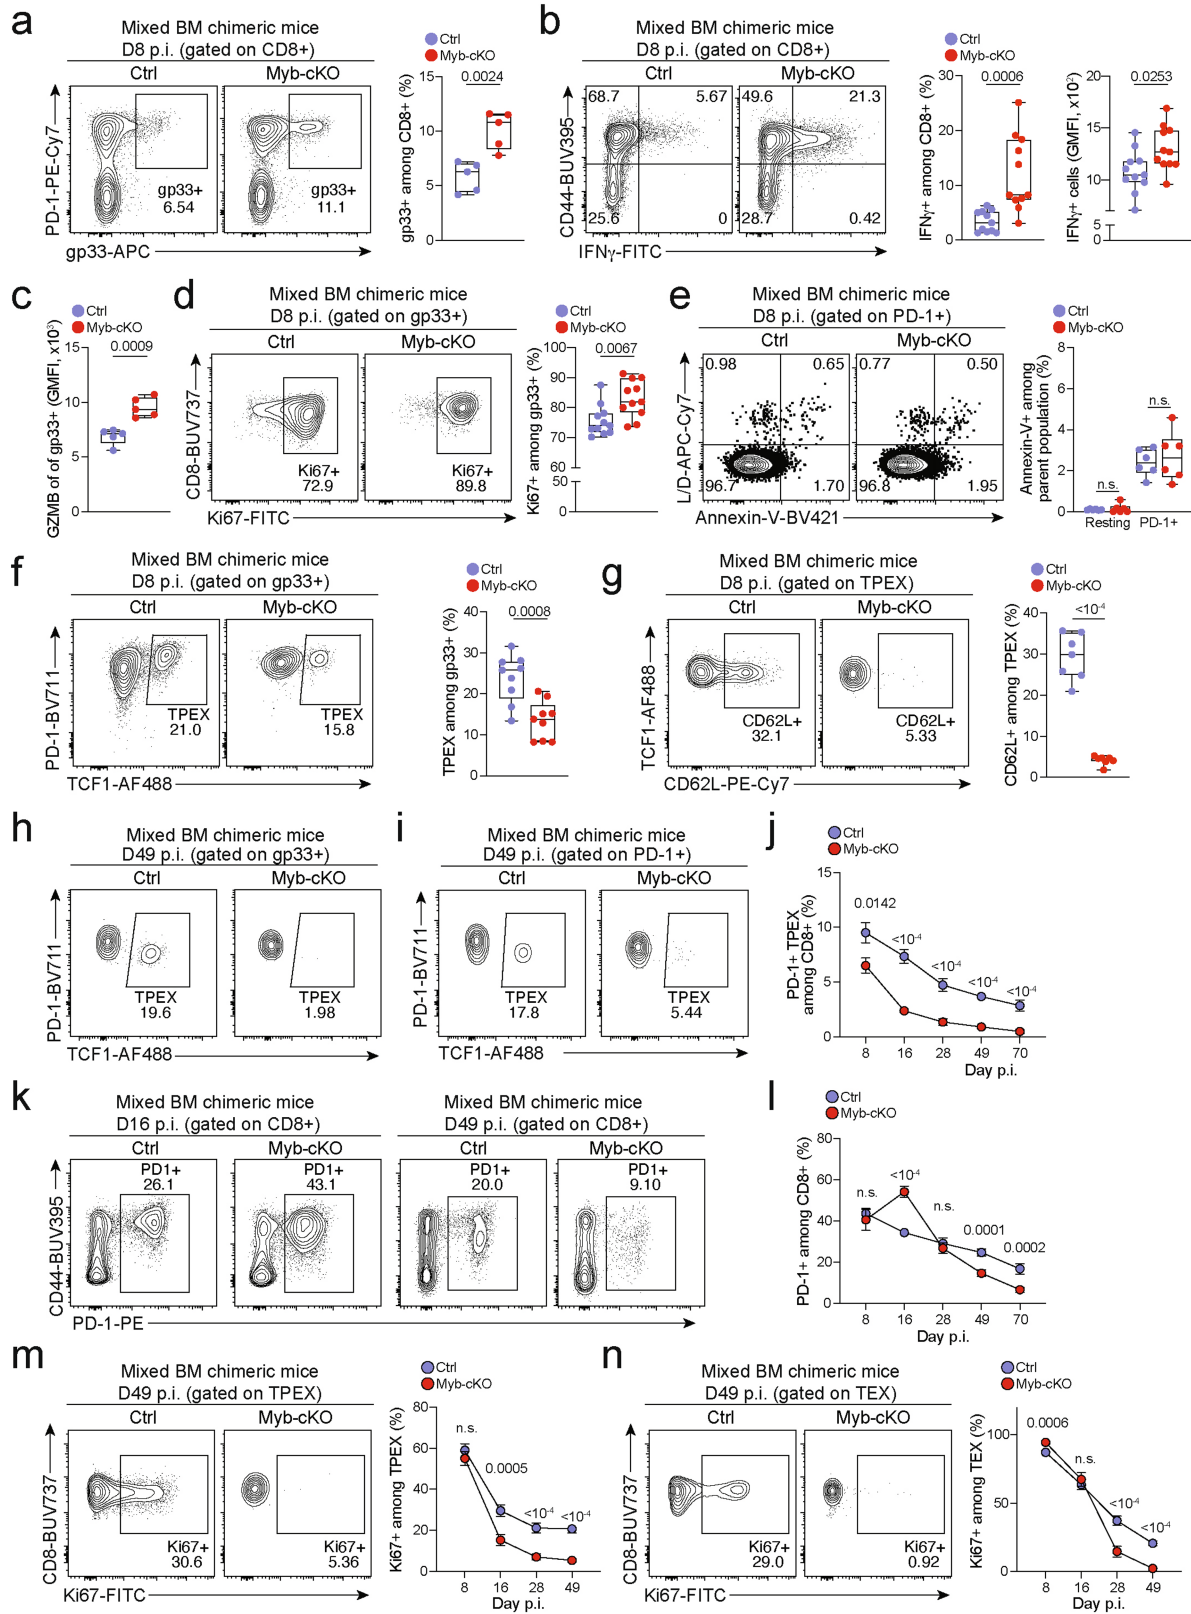 a
Mixed BM chimeric mice
D8 p.i. (gated on CD8+)
Ctrl
Myb-cKO
PD-1-PE-Cy7
gp33+
6.54
gp33+
11.1
gp33-APC
Ctrl
Myb-cKO
gp33+ among CD8+ (%)
15
10
5
0
0.0024
b
Mixed BM chimeric mice
D8 p.i. (gated on CD8+)
Ctrl
Myb-cKO
CD44-BUV395
68.7
5.67
25.6
0
49.6
21.3
28.7
0.42
IFNγ-FITC
Ctrl
Myb-cKO
IFNγ+ among CD8+ (%)
30
20
10
0
0.0006
IFNγ+ cells (GMFI, x10²)
20
15
10
5
0
0.0253
c
Ctrl
Myb-cKO
GZMB of gp33+ (GMFI, x10³)
15
10
5
0
0.0009
d
Mixed BM chimeric mice
D8 p.i. (gated on gp33+)
Ctrl
Myb-cKO
CD8-BUV737
Ki67+
72.9
Ki67+
89.8
Ki67-FITC
Ctrl
Myb-cKO
Ki67+ among gp33+ (%)
100
90
80
70
60
50
0
0.0067
e
Mixed BM chimeric mice
D8 p.i. (gated on PD-1+)
Ctrl
Myb-cKO
L/D-APC-Cy7
0.98
0.65
96.7
1.70
0.77
0.50
96.8
1.95
Annexin-V-BV421
Ctrl
Myb-cKO
Annexin-V+ among
parent population (%)
8
6
4
2
0
n.s.
n.s.
Resting
PD-1+
f
Mixed BM chimeric mice
D8 p.i. (gated on gp33+)
Ctrl
Myb-cKO
PD-1-BV711
TPEX
21.0
TPEX
15.8
TCF1-AF488
Ctrl
Myb-cKO
TPEX among gp33+ (%)
40
30
20
10
0
0.0008
g
Mixed BM chimeric mice
D8 p.i. (gated on TPEX)
Ctrl
Myb-cKO
TCF1-AF488
CD62L+
32.1
CD62L+
5.33
CD62L-PE-Cy7
Ctrl
Myb-cKO
CD62L+ among TPEX (%)
40
30
20
10
0
<10⁻⁴
h
Mixed BM chimeric mice
D49 p.i. (gated on gp33+)
Ctrl
Myb-cKO
PD-1-BV711
TPEX
19.6
TPEX
1.98
TCF1-AF488
i
Mixed BM chimeric mice
D49 p.i. (gated on PD-1+)
Ctrl
Myb-cKO
PD-1-BV711
TPEX
17.8
TPEX
5.44
TCF1-AF488
j
Ctrl
Myb-cKO
PD-1+ TPEX
among CD8+ (%)
15
10
5
0
0.0142
<10⁻⁴
<10⁻⁴
<10⁻⁴
<10⁻⁴
8 16 28 49 70
Day p.i.
k
Mixed BM chimeric mice
D16 p.i. (gated on CD8+)
Ctrl
Myb-cKO
CD44-BUV395
PD1+
26.1
PD1+
43.1
Mixed BM chimeric mice
D49 p.i. (gated on CD8+)
Ctrl
Myb-cKO
PD1+
20.0
PD1+
9.10
PD-1-PE
l
Ctrl
Myb-cKO
PD-1+ among CD8+ (%)
80
60
40
20
0
n.s.
<10⁻⁴
n.s.
0.0001
0.0002
8 16 28 49 70
Day p.i.
m
Mixed BM chimeric mice
D49 p.i. (gated on TPEX)
Ctrl
Myb-cKO
CD8-BUV737
Ki67+
30.6
Ki67+
5.36
Ki67-FITC
Ctrl
Myb-cKO
Ki67+ among TPEX (%)
80
60
40
20
0
n.s.
0.0005
<10⁻⁴
<10⁻⁴
8 16 28 49
Day p.i.
n
Mixed BM chimeric mice
D49 p.i. (gated on TEX)
Ctrl
Myb-cKO
CD8-BUV737
Ki67+
29.0
Ki67+
0.92
Ki67-FITC
Ctrl
Myb-cKO
Ki67+ among TEX (%)
100
50
0
0.0006
n.s.
<10⁻⁴
<10⁻⁴
8 16 28 49
Day p.i.